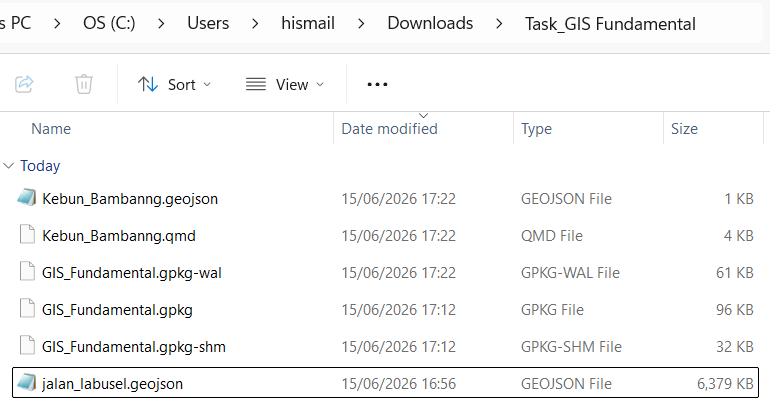 s PC > OS (C:) > Users > hismail > Downloads > Task_GIS Fundamental
Sort View ...
Name Date modified Type Size
Today
Kebun_Bambanng.geojson 15/06/2026 17:22 GEOJSON File 1 KB
Kebun_Bambanng.qmd 15/06/2026 17:22 QMD File 4 KB
GIS_Fundamental.gpkg-wal 15/06/2026 17:22 GPKG-WAL File 61 KB
GIS_Fundamental.gpkg 15/06/2026 17:12 GPKG File 96 KB
GIS_Fundamental.gpkg-shm 15/06/2026 17:12 GPKG-SHM File 32 KB
jalan_labusel.geojson 15/06/2026 16:56 GEOJSON File 6,379 KB